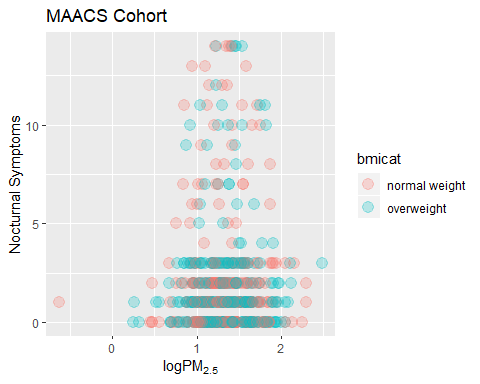 MAACS Cohort
Nocturnal Symptoms
10
5
0
0
1
2
logPM2.5
bmicat
normal weight
overweight